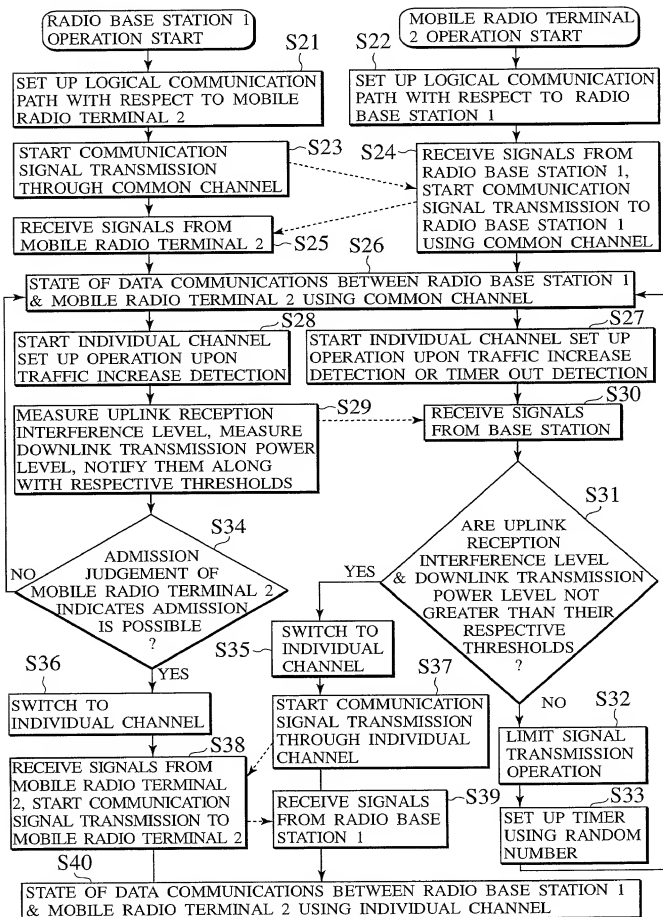 RADIO BASE STATION 1
OPERATION START
MOBILE RADIO TERMINAL
2 OPERATION START
S21
SET UP LOGICAL COMMUNICATION
PATH WITH RESPECT TO MOBILE
RADIO TERMINAL 2
S22
SET UP LOGICAL COMMUNICATION
PATH WITH RESPECT TO RADIO
BASE STATION 1
S23
START COMMUNICATION
SIGNAL TRANSMISSION
THROUGH COMMON CHANNEL
S24
RECEIVE SIGNALS FROM
RADIO BASE STATION 1,
START COMMUNICATION
SIGNAL TRANSMISSION TO
RADIO BASE STATION 1
USING COMMON CHANNEL
RECEIVE SIGNALS FROM
MOBILE RADIO TERMINAL 2
S25
S26
STATE OF DATA COMMUNICATIONS BETWEEN RADIO BASE STATION 1
& MOBILE RADIO TERMINAL 2 USING COMMON CHANNEL
S28
START INDIVIDUAL CHANNEL
SET UP OPERATION UPON
TRAFFIC INCREASE DETECTION
S27
START INDIVIDUAL CHANNEL SET UP
OPERATION UPON TRAFFIC INCREASE
DETECTION OR TIMER OUT DETECTION
S29
MEASURE UPLINK RECEPTION
INTERFERENCE LEVEL, MEASURE
DOWNLINK TRANSMISSION POWER
LEVEL, NOTIFY THEM ALONG
WITH RESPECTIVE THRESHOLDS
S30
RECEIVE SIGNALS
FROM BASE STATION
S34
ADMISSION
JUDGEMENT OF
MOBILE RADIO TERMINAL 2
INDICATES ADMISSION
IS POSSIBLE
?
NO
YES
S31
ARE UPLINK
RECEPTION
INTERFERENCE LEVEL
& DOWNLINK TRANSMISSION
POWER LEVEL NOT
GREATER THAN THEIR
RESPECTIVE
THRESHOLDS
?
YES
NO
S35
SWITCH TO
INDIVIDUAL
CHANNEL
S36
SWITCH TO
INDIVIDUAL CHANNEL
S37
START COMMUNICATION
SIGNAL TRANSMISSION
THROUGH INDIVIDUAL
CHANNEL
S32
LIMIT SIGNAL
TRANSMISSION
OPERATION
S38
RECEIVE SIGNALS FROM
MOBILE RADIO TERMINAL
2, START COMMUNICATION
SIGNAL TRANSMISSION TO
MOBILE RADIO TERMINAL 2
S39
RECEIVE SIGNALS
FROM RADIO BASE
STATION 1
S33
SET UP TIMER
USING RANDOM
NUMBER
S40
STATE OF DATA COMMUNICATIONS BETWEEN RADIO BASE STATION 1
& MOBILE RADIO TERMINAL 2 USING INDIVIDUAL CHANNEL